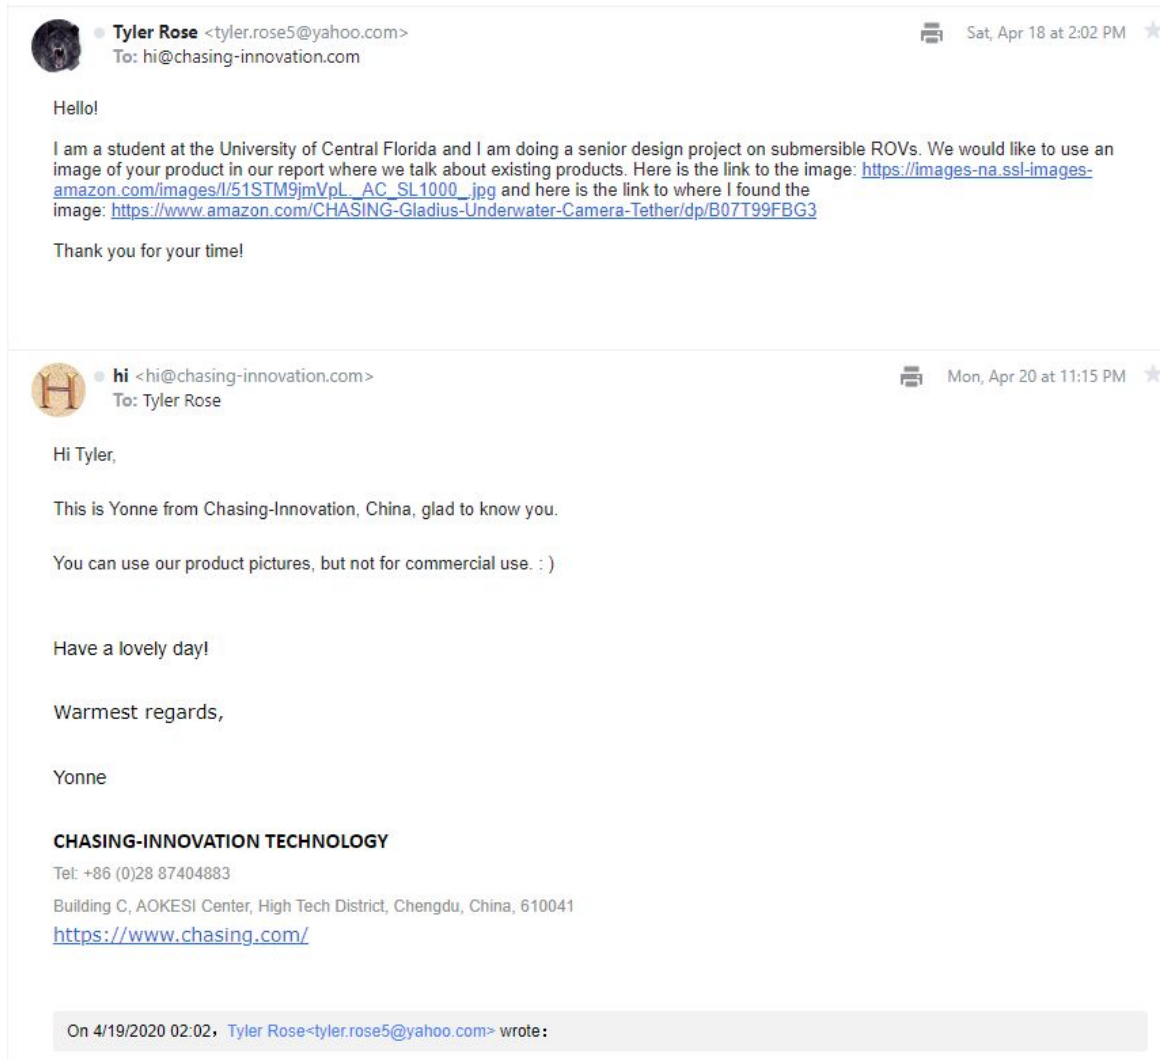 Tyler Rose <tyler.rose5@yahoo.com>
Sat, Apr 18 at 2:02 PM
To: hi@chasing-innovation.com
Hello!
I am a student at the University of Central Florida and I am doing a senior design project on submersible ROVs. We would like to use an
image of your product in our report where we talk about existing products. Here is the link to the image: https://images-na.ssl-images-
amazon.com/images/I/51STM9jmVpL._AC_SL1000_.jpg and here is the link to where I found the
image: https://www.amazon.com/CHASING-Gladius-Underwater-Camera-Tether/dp/B07T99FBG3
Thank you for your time!
H
hi <hi@chasing-innovation.com>
Mon, Apr 20 at 11:15 PM
To: Tyler Rose
Hi Tyler,
This is Yonne from Chasing-Innovation, China, glad to know you.
You can use our product pictures, but not for commercial use. : )
Have a lovely day!
Warmest regards,
Yonne
CHASING-INNOVATION TECHNOLOGY
Tel: +86 (0)28 87404883
Building C, AOKESI Center, High Tech District, Chengdu, China, 610041
https://www.chasing.com/
On 4/19/2020 02:02，Tyler Rose<tyler.rose5@yahoo.com> wrote：